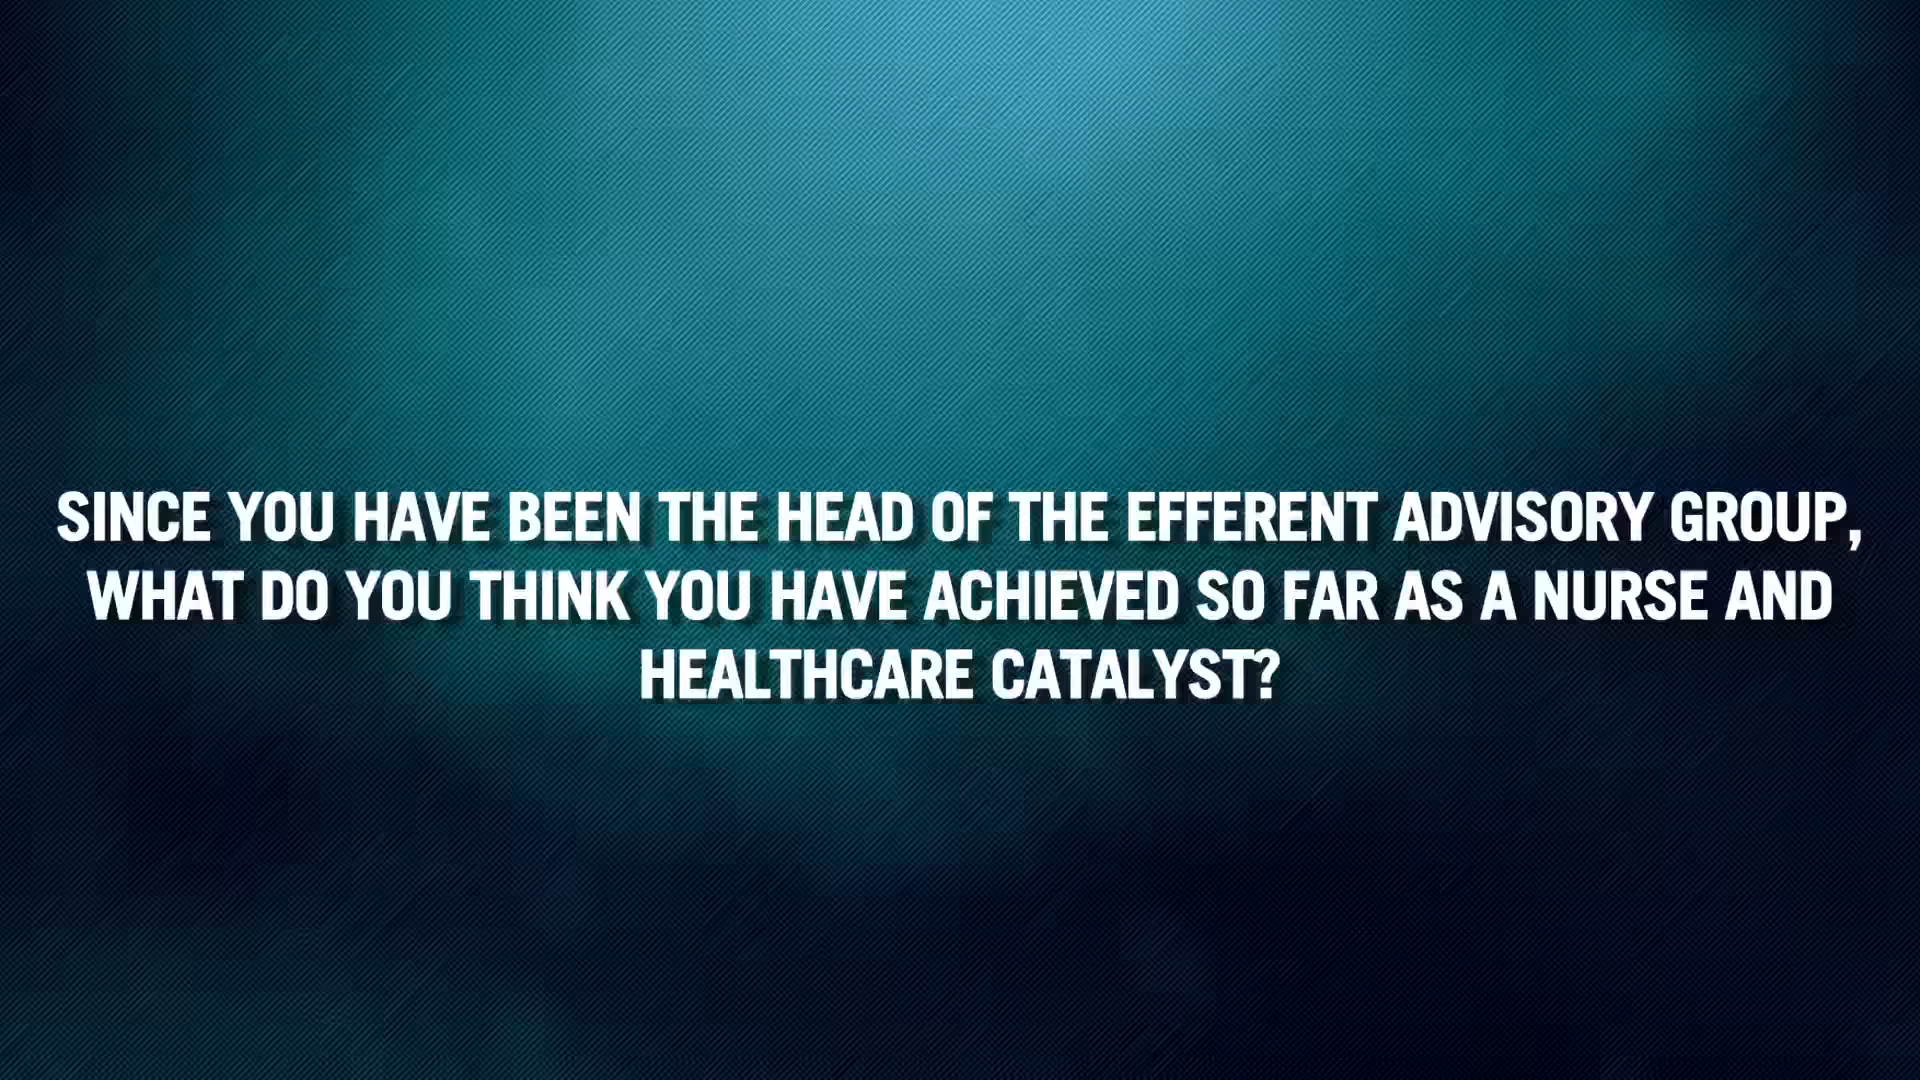 SINCE YOU HAVE BEEN THE HEAD OF THE EFFERENT ADVISORY GROUP,
WHAT DO YOU THINK YOU HAVE ACHIEVED SO FAR AS A NURSE AND
HEALTHCARE CATALYST?